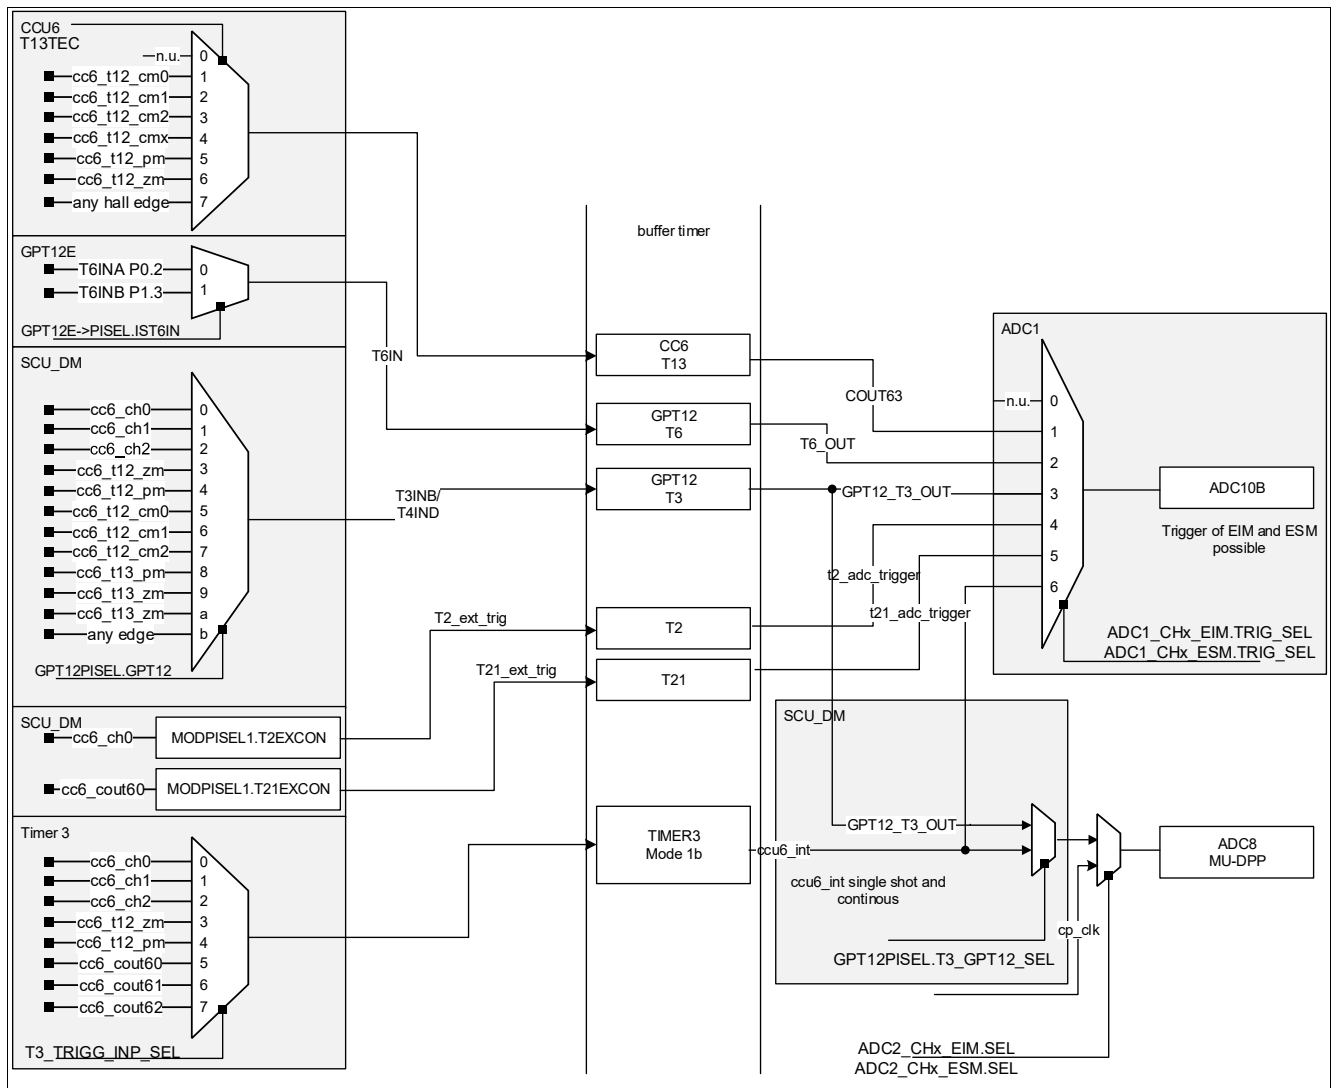 CCU6
T13TEC
n.u. 0
cc6_t12_cm0 1
cc6_t12_cm1 2
cc6_t12_cm2 3
cc6_t12_cmx 4
cc6_t12_pm 5
cc6_t12_zm 6
any hall edge 7
GPT12E
T6INA P0.2 0
T6INB P1.3 1
GPT12E->PISEL.IST6IN
SCU_DM
cc6_ch0 0
cc6_ch1 1
cc6_ch2 2
cc6_t12_zm 3
cc6_t12_pm 4
cc6_t12_cm0 5
cc6_t12_cm1 6
cc6_t12_cm2 7
cc6_t13_pm 8
cc6_t13_zm 9
cc6_t13_zm a
any edge b
GPT12PISEL.GPT12
SCU_DM
cc6_ch0
MODPISEL1.T2EXCON
cc6_cout60
MODPISEL1.T21EXCON
Timer 3
cc6_ch0 0
cc6_ch1 1
cc6_ch2 2
cc6_t12_zm 3
cc6_t12_pm 4
cc6_cout60 5
cc6_cout61 6
cc6_cout62 7
T3_TRIGG_INP_SEL
T6IN
T3INB/
T4IND
T2_ext_trig
T21_ext_trig
buffer timer
CC6
T13
GPT12
T6
GPT12
T3
T2
T21
TIMER3
Mode 1b
COUT63
T6_OUT
GPT12_T3_OUT
t2_adc_trigger
t21_adc_trigger
ADC1
n.u. 0
1
2
3
4
5
6
ADC1_CHx_EIM.TRIG_SEL
ADC1_CHx_ESM.TRIG_SEL
ADC10B
Trigger of EIM and ESM
possible
SCU_DM
GPT12_T3_OUT
ccu6_int
ccu6_int single shot and
continous
GPT12PISEL.T3_GPT12_SEL
cp_clk
ADC8
MU-DPP
ADC2_CHx_EIM.SEL
ADC2_CHx_ESM.SEL